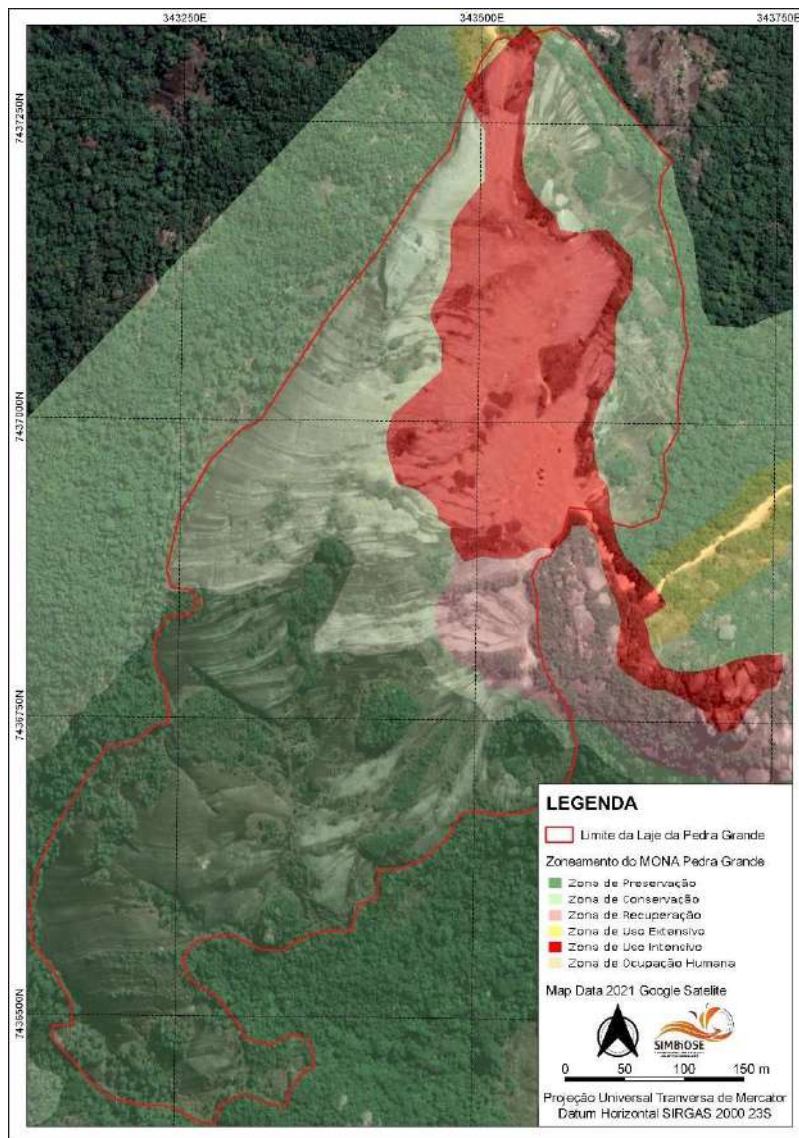 343250E 343500E 343750E
7437250N
7437000N
7436750N
7436500N
LEGENDA
Limite da Laje da Pedra Grande
Zoneamento do MONA Pedra Grande
Zona de Preservação
Zona de Conservação
Zona de Recuperação
Zona de Uso Extensivo
Zona de Uso Intensivo
Zona de Ocupação Humana
Map Data 2021 Google Satelite
SIMBiOSE
0 50 100 150 m
Projeção Universal Tranversa de Mercator
Datum Horizontal SIRGAS 2000 23S